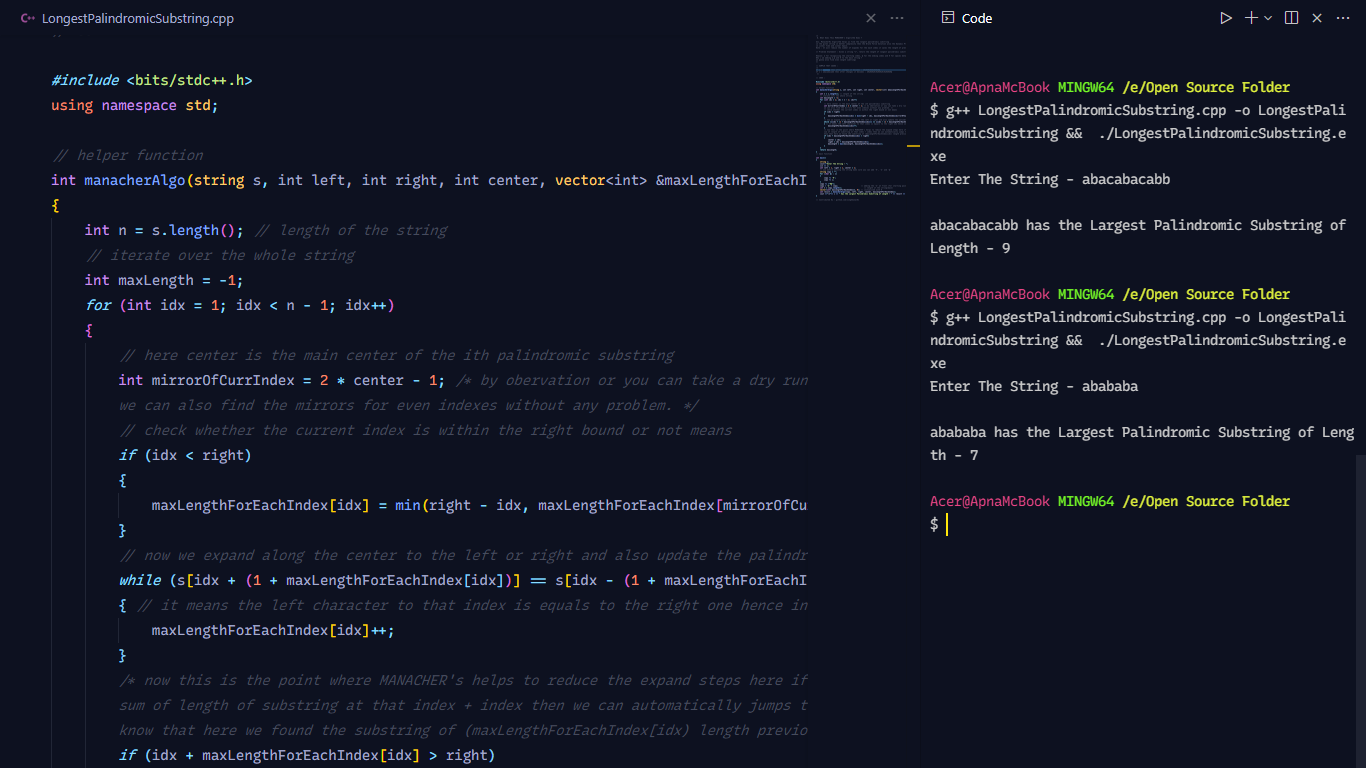 LongestPalindromicSubstring.cpp
#include <bits/stdc++.h>
using namespace std;
// helper function
int manacherAlgo(string s, int left, int right, int center, vector<int> &maxLengthForEachI
{
int n = s.length(); // length of the string
// iterate over the whole string
int maxLength = -1;
for (int idx = 1; idx < n - 1; idx++)
{
// here center is the main center of the ith palindromic substring
int mirrorOfCurrIndex = 2 * center - 1; /* by obervation or you can take a dry run
we can also find the mirrors for even indexes without any problem. */
// check whether the current index is within the right bound or not means
if (idx < right)
{
maxLengthForEachIndex[idx] = min(right - idx, maxLengthForEachIndex[mirrorOfCu
}
// now we expand along the center to the left or right and also update the palindr
while (s[idx + (1 + maxLengthForEachIndex[idx])] == s[idx - (1 + maxLengthForEachI
{ // it means the left character to that index is equals to the right one hence in
maxLengthForEachIndex[idx]++;
}
/* now this is the point where MANACHER's helps to reduce the expand steps here if
sum of length of substring at that index + index then we can automatically jumps t
know that here we found the substring of (maxLengthForEachIndex[idx) length previo
if (idx + maxLengthForEachIndex[idx] > right)
Code
Acer@ApnaMcBook MINGW64 /e/Open Source Folder
$ g++ LongestPalindromicSubstring.cpp -o LongestPali
ndromicSubstring && ./LongestPalindromicSubstring.e
xe
Enter The String - abacabacabb
abacabacabb has the Largest Palindromic Substring of
Length - 9
Acer@ApnaMcBook MINGW64 /e/Open Source Folder
$ g++ LongestPalindromicSubstring.cpp -o LongestPali
ndromicSubstring && ./LongestPalindromicSubstring.e
xe
Enter The String - abababa
abababa has the Largest Palindromic Substring of Leng
th - 7
Acer@ApnaMcBook MINGW64 /e/Open Source Folder
$